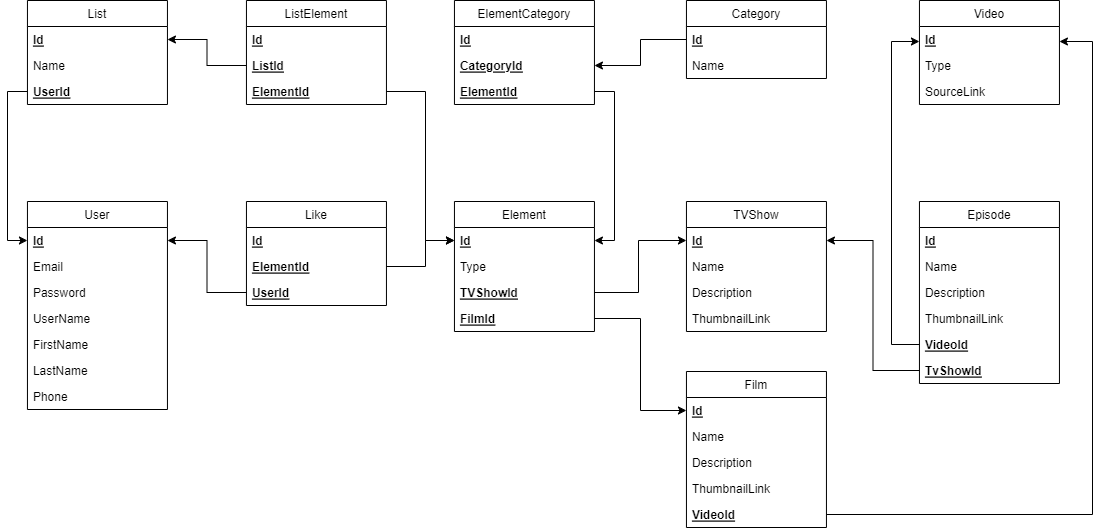 List
Id
Name
UserId
ListElement
Id
ListId
ElementId
ElementCategory
Id
CategoryId
ElementId
Category
Id
Name
Video
Id
Type
SourceLink
User
Id
Email
Password
UserName
FirstName
LastName
Phone
Like
Id
ElementId
UserId
Element
Id
Type
TVShowId
FilmId
TVShow
Id
Name
Description
ThumbnailLink
Episode
Id
Name
Description
ThumbnailLink
VideoId
TvShowId
Film
Id
Name
Description
ThumbnailLink
VideoId